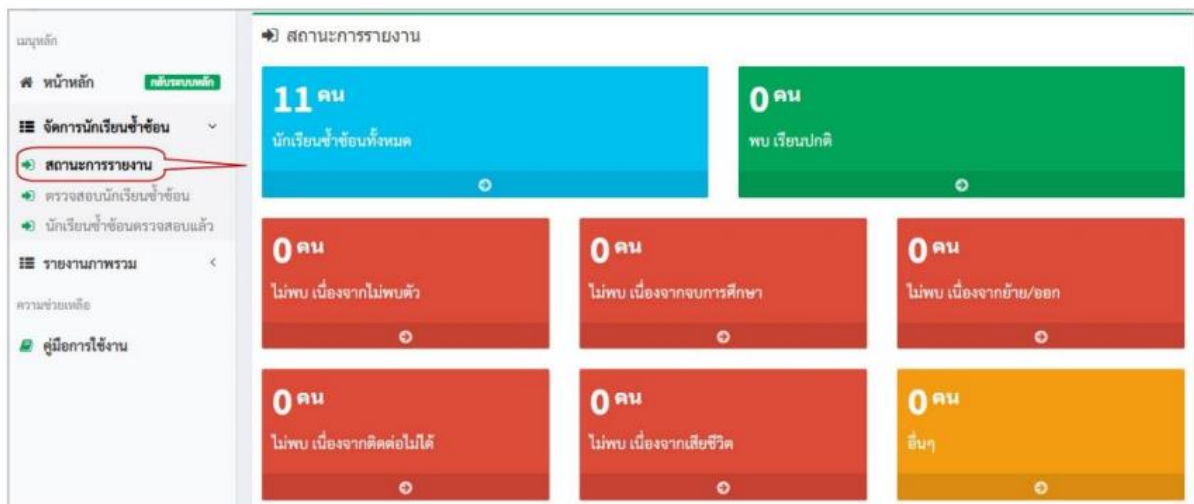 เมนูหลัก
หน้าหลัก กลับระบบหลัก
จัดการนักเรียนซ้ำซ้อน
สถานะการรายงาน
ตรวจสอบนักเรียนซ้ำซ้อน
นักเรียนซ้ำซ้อนตรวจสอบแล้ว
รายงานภาพรวม
ความช่วยเหลือ
คู่มือการใช้งาน
สถานะการรายงาน
11 คน
นักเรียนซ้ำซ้อนทั้งหมด
0 คน
พบ เรียนปกติ
0 คน
ไม่พบ เนื่องจากไม่พบตัว
0 คน
ไม่พบ เนื่องจากจบการศึกษา
0 คน
ไม่พบ เนื่องจากย้าย/ออก
0 คน
ไม่พบ เนื่องจากติดต่อไม่ได้
0 คน
ไม่พบ เนื่องจากเสียชีวิต
0 คน
อื่นๆ